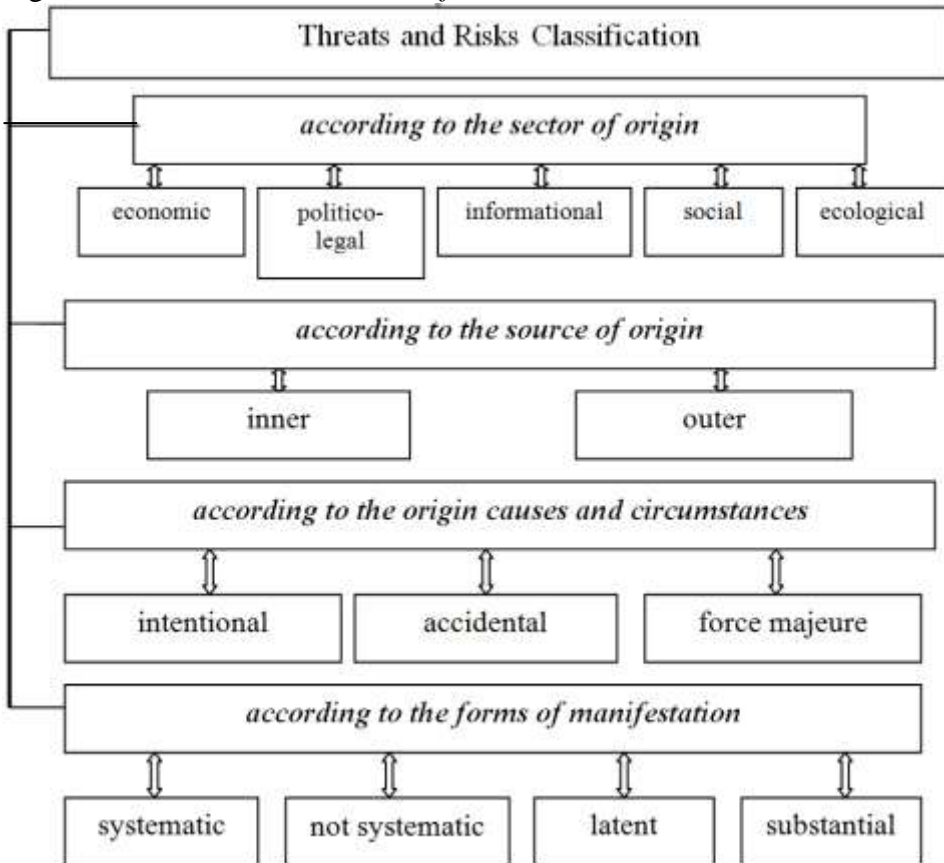 Threats and Risks Classification
according to the sector of origin
economic
politico-
legal
informational
social
ecological
according to the source of origin
inner
outer
according to the origin causes and circumstances
intentional
accidental
force majeure
according to the forms of manifestation
systematic
not systematic
latent
substantial